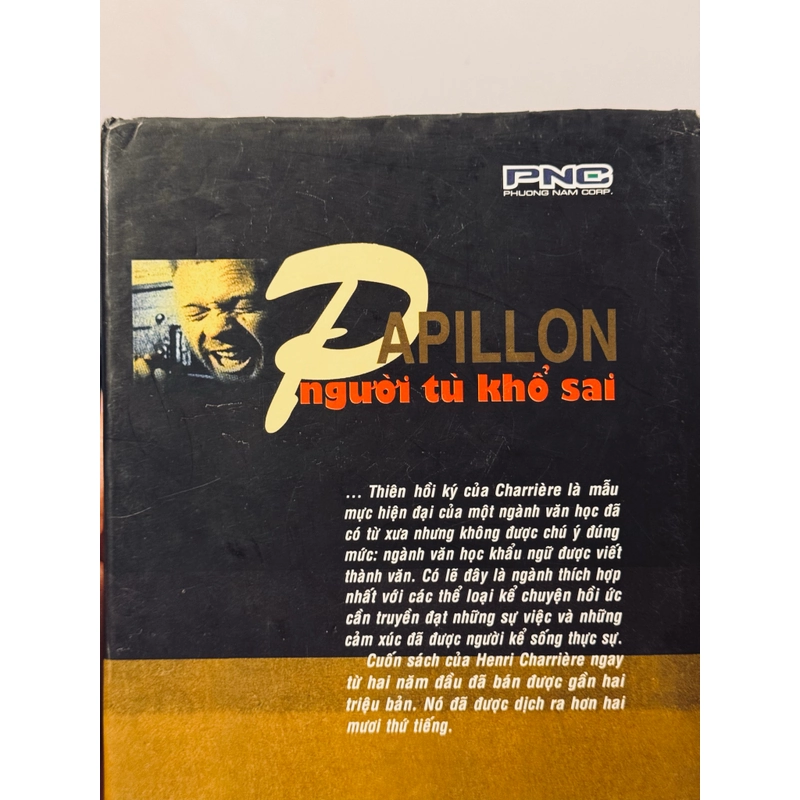 PNC
PHUONG NAM CORP.
PAPILLON
người tù khổ sai
... Thiên hồi ký của Charrière là mẫu
mực hiện đại của một ngành văn học đã
có từ xưa nhưng không được chú ý đúng
mức: ngành văn học khẩu ngữ được viết
thành văn. Có lẽ đây là ngành thích hợp
nhất với các thể loại kể chuyện hồi ức
cần truyền đạt những sự việc và những
cảm xúc đã được người kể sống thực sự.
Cuốn sách của Henri Charrière ngay
từ hai năm đầu đã bán được gần hai
triệu bản. Nó đã được dịch ra hơn hai
mươi thứ tiếng.